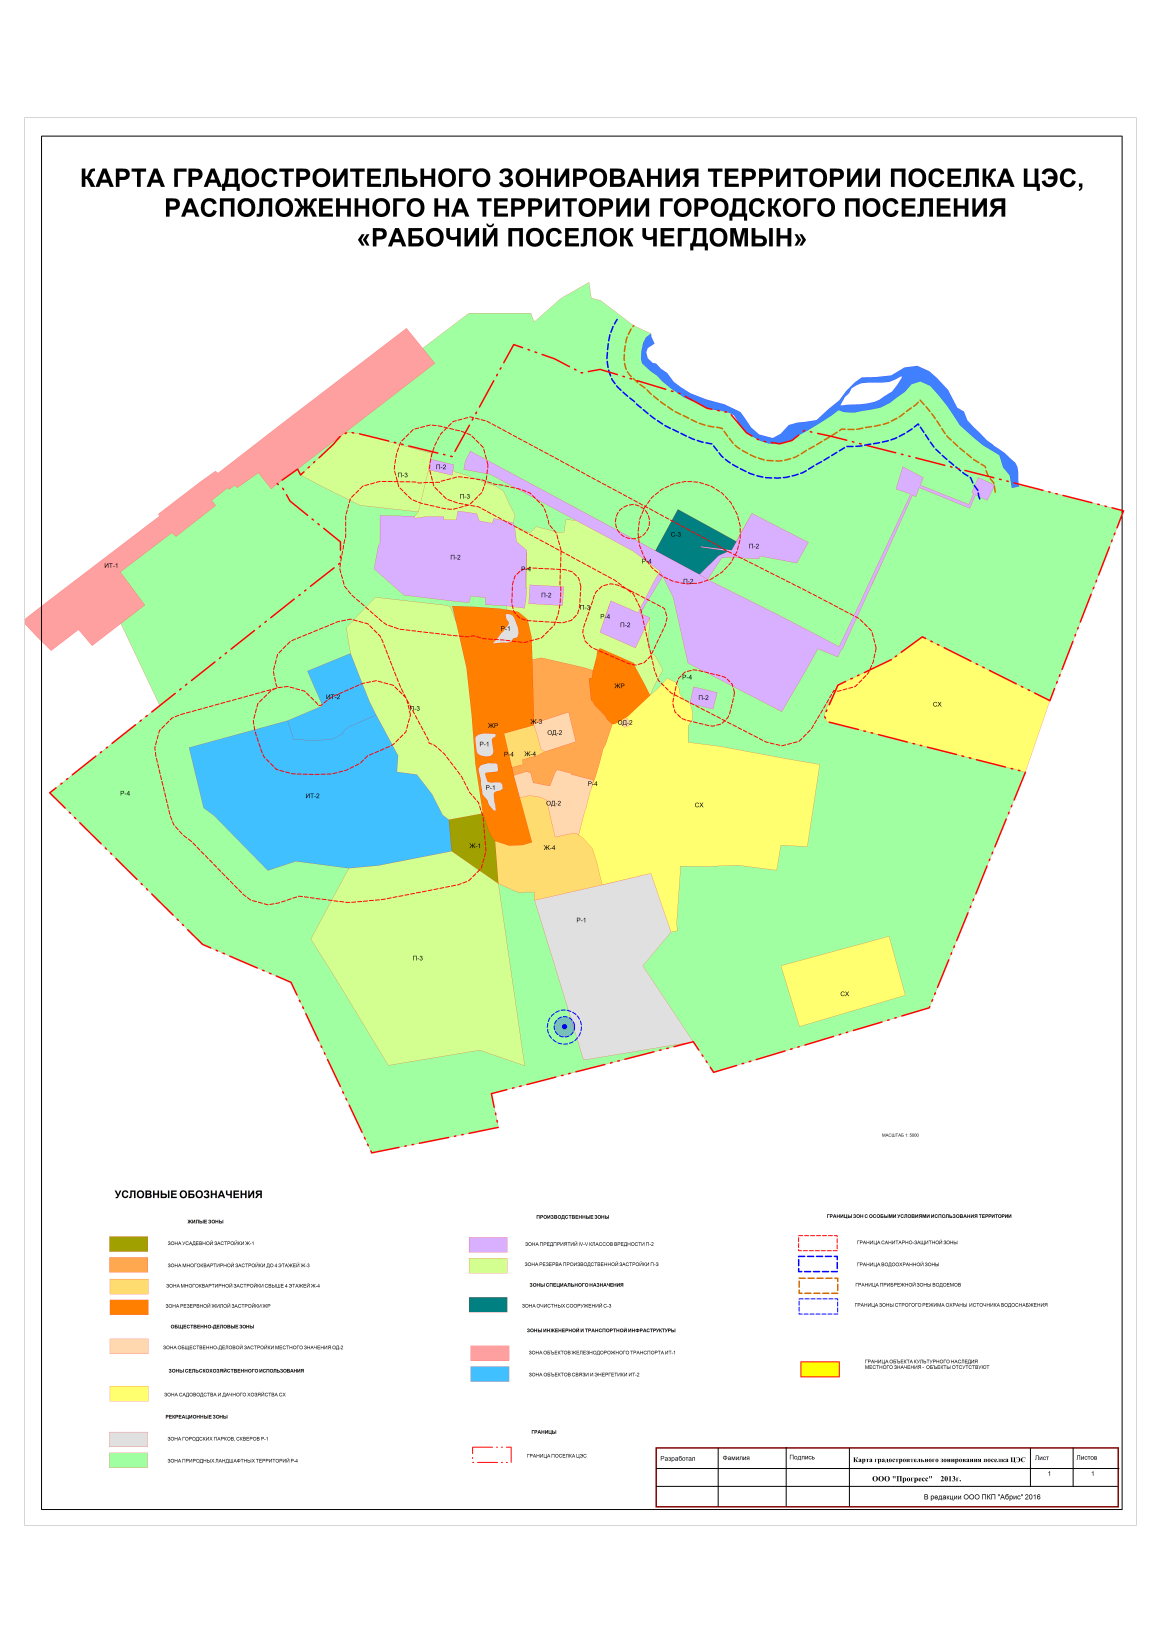 КАРТА ГРАДОСТРОИТЕЛЬНОГО ЗОНИРОВАНИЯ ТЕРРИТОРИИ ПОСЕЛКА ЦЭС,
РАСПОЛОЖЕННОГО НА ТЕРРИТОРИИ ГОРОДСКОГО ПОСЕЛЕНИЯ
«РАБОЧИЙ ПОСЕЛОК ЧЕГДОМЫН»
П-2
П-3
П-3
С-3
П-2
П-2
Р-4
Р-4
ИТ-1
П-2
П-2
П-3
Р-4
П-2
Р-1
Р-4
ЖР
ИТ-2
П-2
СХ
П-3
Ж-3
ОД-2
ЖР
ОД-2
Р-1
Р-4
Ж-4
Р-4
Р-1
Р-4
ИТ-2
ОД-2
СХ
Ж-1
Ж-4
Р-1
П-3
СХ
МАСШТАБ 1: 5000
УСЛОВНЫЕ ОБОЗНАЧЕНИЯ
ЖИЛЫЕ ЗОНЫ
ЗОНА УСАДЕБНОЙ ЗАСТРОЙКИ Ж-1
ЗОНА МНОГОКВАРТИРНОЙ ЗАСТРОЙКИ ДО 4 ЭТАЖЕЙ Ж-3
ЗОНА МНОГОКВАРТИРНОЙ ЗАСТРОЙКИ СВЫШЕ 4 ЭТАЖЕЙ Ж-4
ЗОНА РЕЗЕРВНОЙ ЖИЛОЙ ЗАСТРОЙКИ ЖР
ОБЩЕСТВЕННО-ДЕЛОВЫЕ ЗОНЫ
ЗОНА ОБЩЕСТВЕННО-ДЕЛОВОЙ ЗАСТРОЙКИ МЕСТНОГО ЗНАЧЕНИЯ ОД-2
ЗОНЫ СЕЛЬСКОХОЗЯЙСТВЕННОГО ИСПОЛЬЗОВАНИЯ
ЗОНА САДОВОДСТВА И ДАЧНОГО ХОЗЯЙСТВА СХ
РЕКРЕАЦИОННЫЕ ЗОНЫ
ЗОНА ГОРОДСКИХ ПАРКОВ, СКВЕРОВ Р-1
ЗОНА ПРИРОДНЫХ ЛАНДШАФТНЫХ ТЕРРИТОРИЙ Р-4
ПРОИЗВОДСТВЕННЫЕ ЗОНЫ
ЗОНА ПРЕДПРИЯТИЙ IV-V КЛАССОВ ВРЕДНОСТИ П-2
ЗОНА РЕЗЕРВА ПРОИЗВОДСТВЕННОЙ ЗАСТРОЙКИ П-3
ЗОНЫ СПЕЦИАЛЬНОГО НАЗНАЧЕНИЯ
ЗОНА ОЧИСТНЫХ СООРУЖЕНИЙ С-3
ЗОНЫ ИНЖЕНЕРНОЙ И ТРАНСПОРТНОЙ ИНФРАСТРУКТУРЫ
ЗОНА ОБЪЕКТОВ ЖЕЛЕЗНОДОРОЖНОГО ТРАНСПОРТА ИТ-1
ЗОНА ОБЪЕКТОВ СВЯЗИ И ЭНЕРГЕТИКИ ИТ-2
ГРАНИЦЫ
ГРАНИЦА ПОСЕЛКА ЦЭС
ГРАНИЦЫ ЗОН С ОСОБЫМИ УСЛОВИЯМИ ИСПОЛЬЗОВАНИЯ ТЕРРИТОРИИ
ГРАНИЦА САНИТАРНО-ЗАЩИТНОЙ ЗОНЫ
ГРАНИЦА ВОДООХРАННОЙ ЗОНЫ
ГРАНИЦА ПРИБРЕЖНОЙ ЗОНЫ ВОДОЕМОВ
ГРАНИЦА ЗОНЫ СТРОГОГО РЕЖИМА ОХРАНЫ ИСТОЧНИКА ВОДОСНАБЖЕНИЯ
ГРАНИЦА ОБЪЕКТА КУЛЬТУРНОГО НАСЛЕДИЯ
МЕСТНОГО ЗНАЧЕНИЯ - ОБЪЕКТЫ ОТСУТСТВУЮТ
Разработал Фамилия Подпись Карта градостроительного зонирования поселка ЦЭС Лист Листов
ООО "Прогресс" 2013г. 1 1
В редакции ООО ПКП "Абрис" 2016